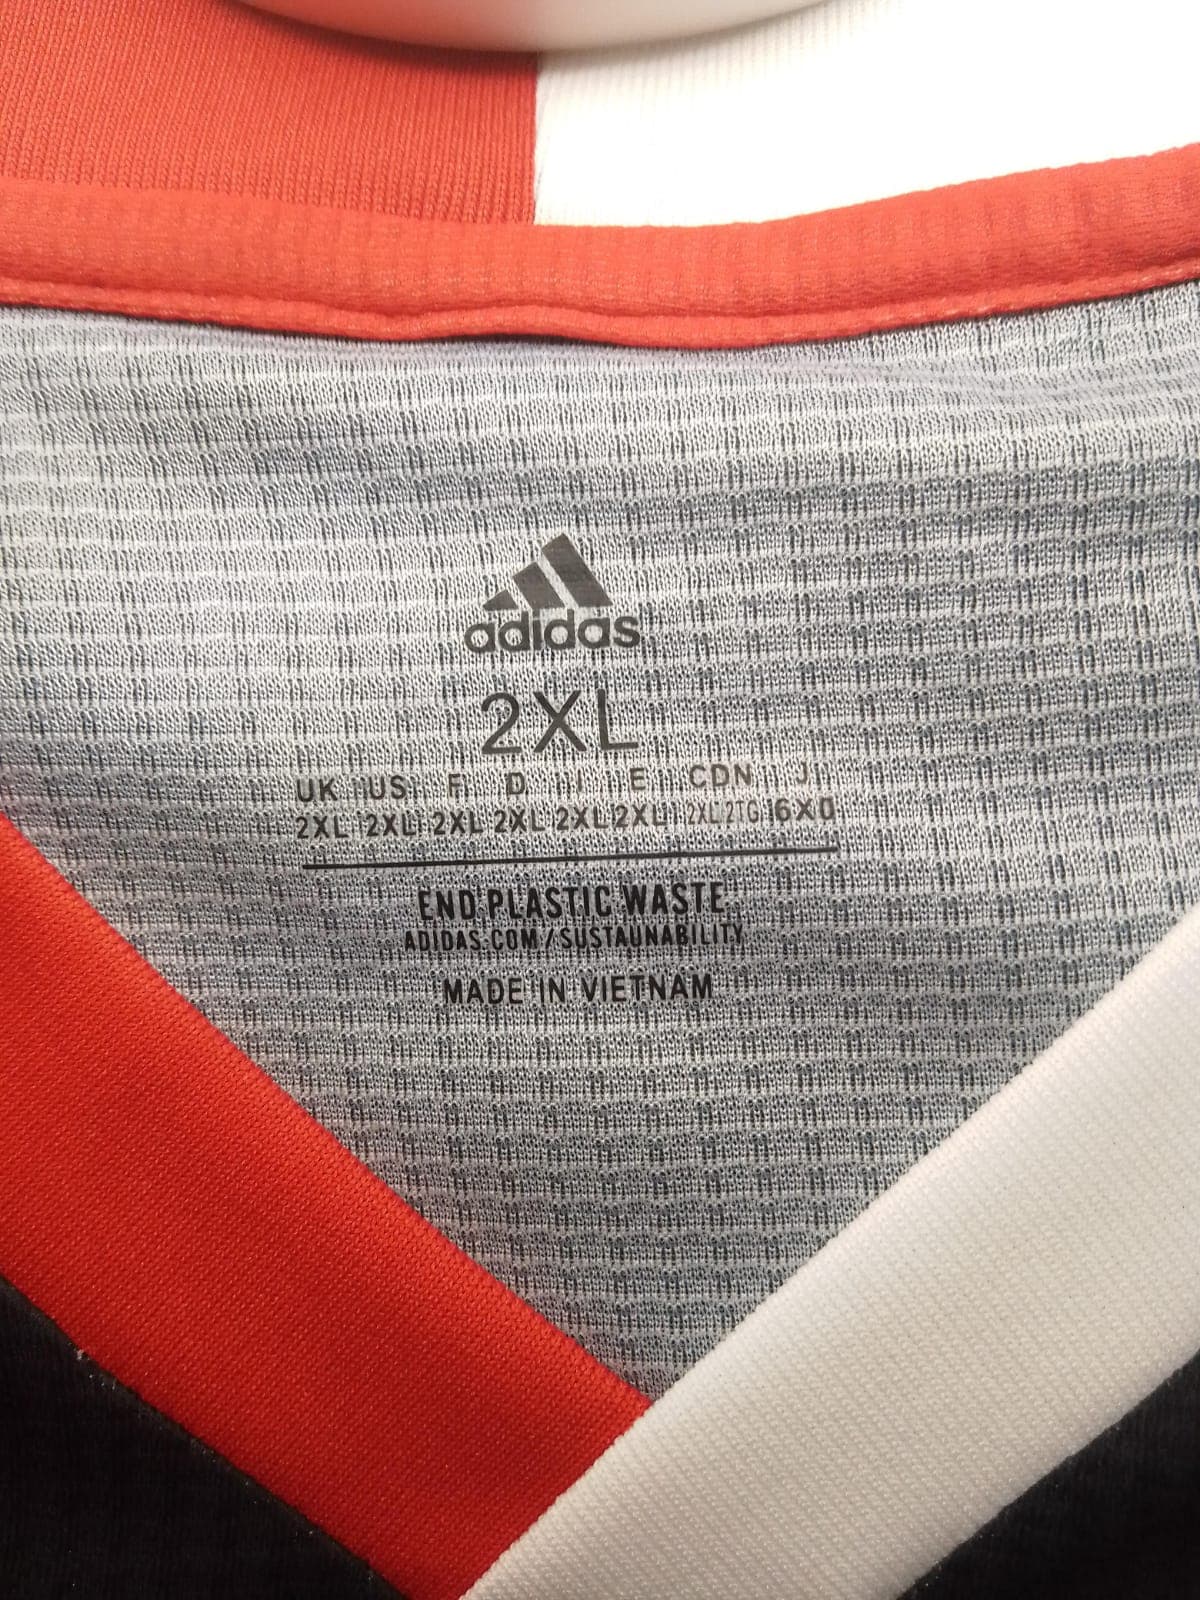 adidas
2XL
UK US F D I E CDN J
2XL 2XL 2XL 2XL 2XL 2XL 2XL/2TG 6XO
END PLASTIC WASTE
ADIDAS.COM/SUSTAUNABILITY
MADE IN VIETNAM